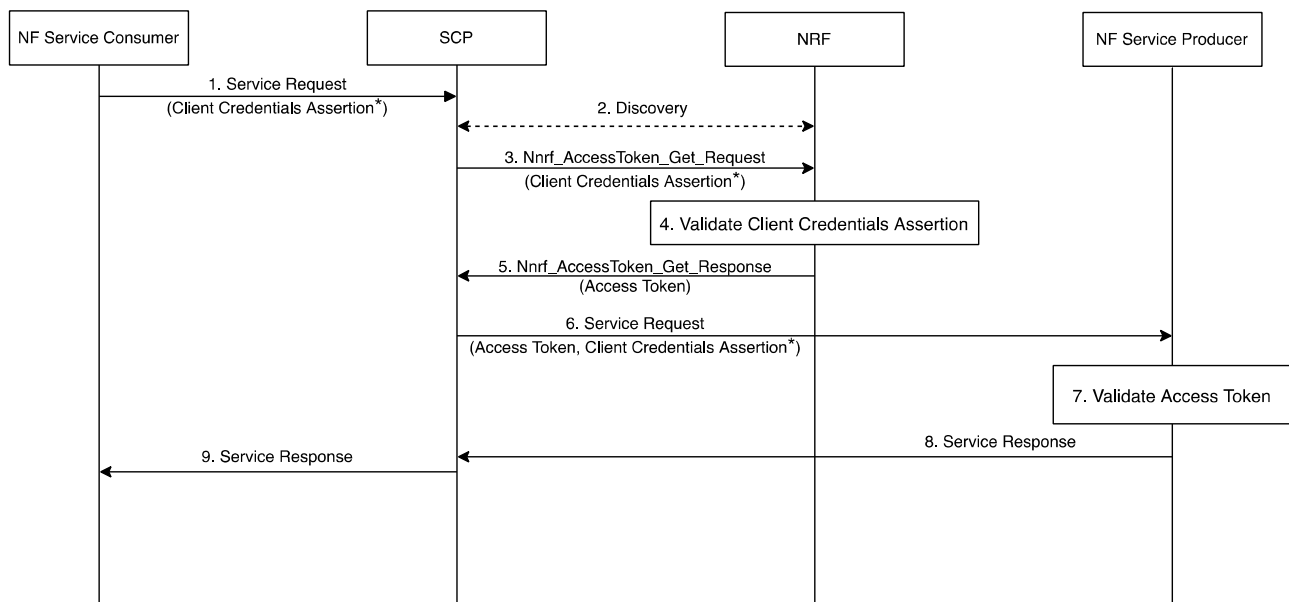 NF Service Consumer
SCP
NRF
NF Service Producer
1. Service Request
(Client Credentials Assertion*)
2. Discovery
3. Nnrf_AccessToken_Get_Request
(Client Credentials Assertion*)
4. Validate Client Credentials Assertion
5. Nnrf_AccessToken_Get_Response
(Access Token)
6. Service Request
(Access Token, Client Credentials Assertion*)
7. Validate Access Token
8. Service Response
9. Service Response